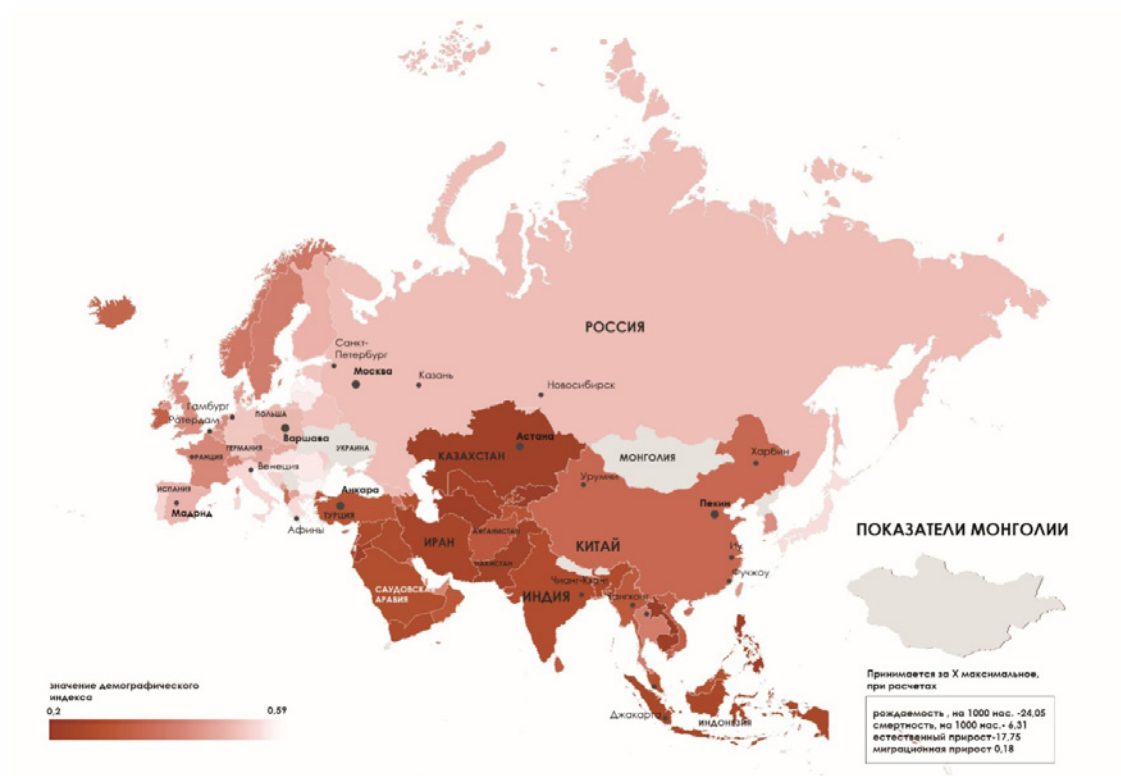 РОССИЯ
Санкт-
Петербург
Москва
Казань
Новосибирск
Гамбург
ПОЛЬША
Варшава
УКРАИНА
ГЕРМАНИЯ
ФРАНЦИЯ
Венеция
ИСПАНИЯ
Мадрид
Афины
Анкара
ТУРЦИЯ
Астана
КАЗАХСТАН
МОНГОЛИЯ
Харбин
Урумчи
Пекин
ИРАН
КИТАЙ
Иу
Фучжоу
САУДОВСКАЯ
АРАВИЯ
ИНДИЯ
Джакарта
ИНДОНЕЗИЯ
ПОКАЗАТЕЛИ МОНГОЛИИ
Принимается за X максимальное,
при расчетах
рождаемость , на 1000 нас. -24,05
смертность, на 1000 нас.- 6,31
естественный прирост-17,75
миграционная прирост 0,18
значение демографического
индекса
0,2
0,59